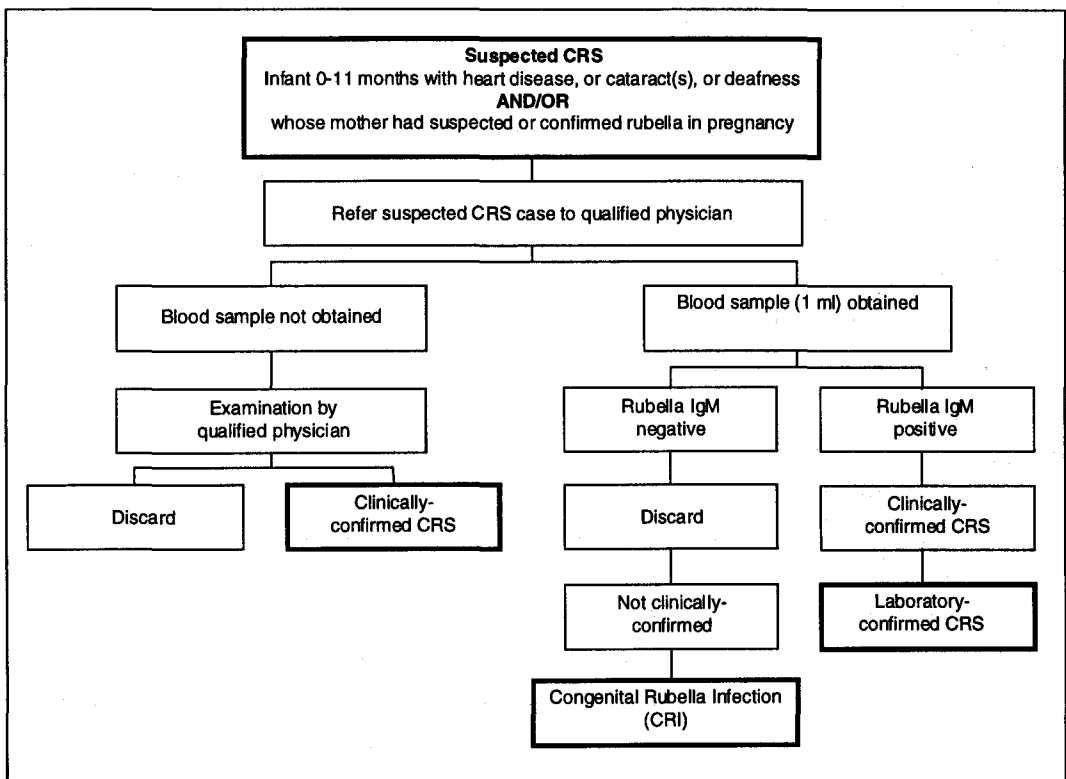 Suspected CRS
Infant 0-11 months with heart disease, or cataract(s), or deafness
AND/OR
whose mother had suspected or confirmed rubella in pregnancy
Refer suspected CRS case to qualified physician
Blood sample not obtained
Blood sample (1 ml) obtained
Examination by
qualified physician
Rubella IgM
negative
Rubella IgM
positive
Discard
Clinically-
confirmed CRS
Discard
Clinically-
confirmed CRS
Not clinically-
confirmed
Laboratory-
confirmed CRS
Congenital Rubella Infection
(CRI)